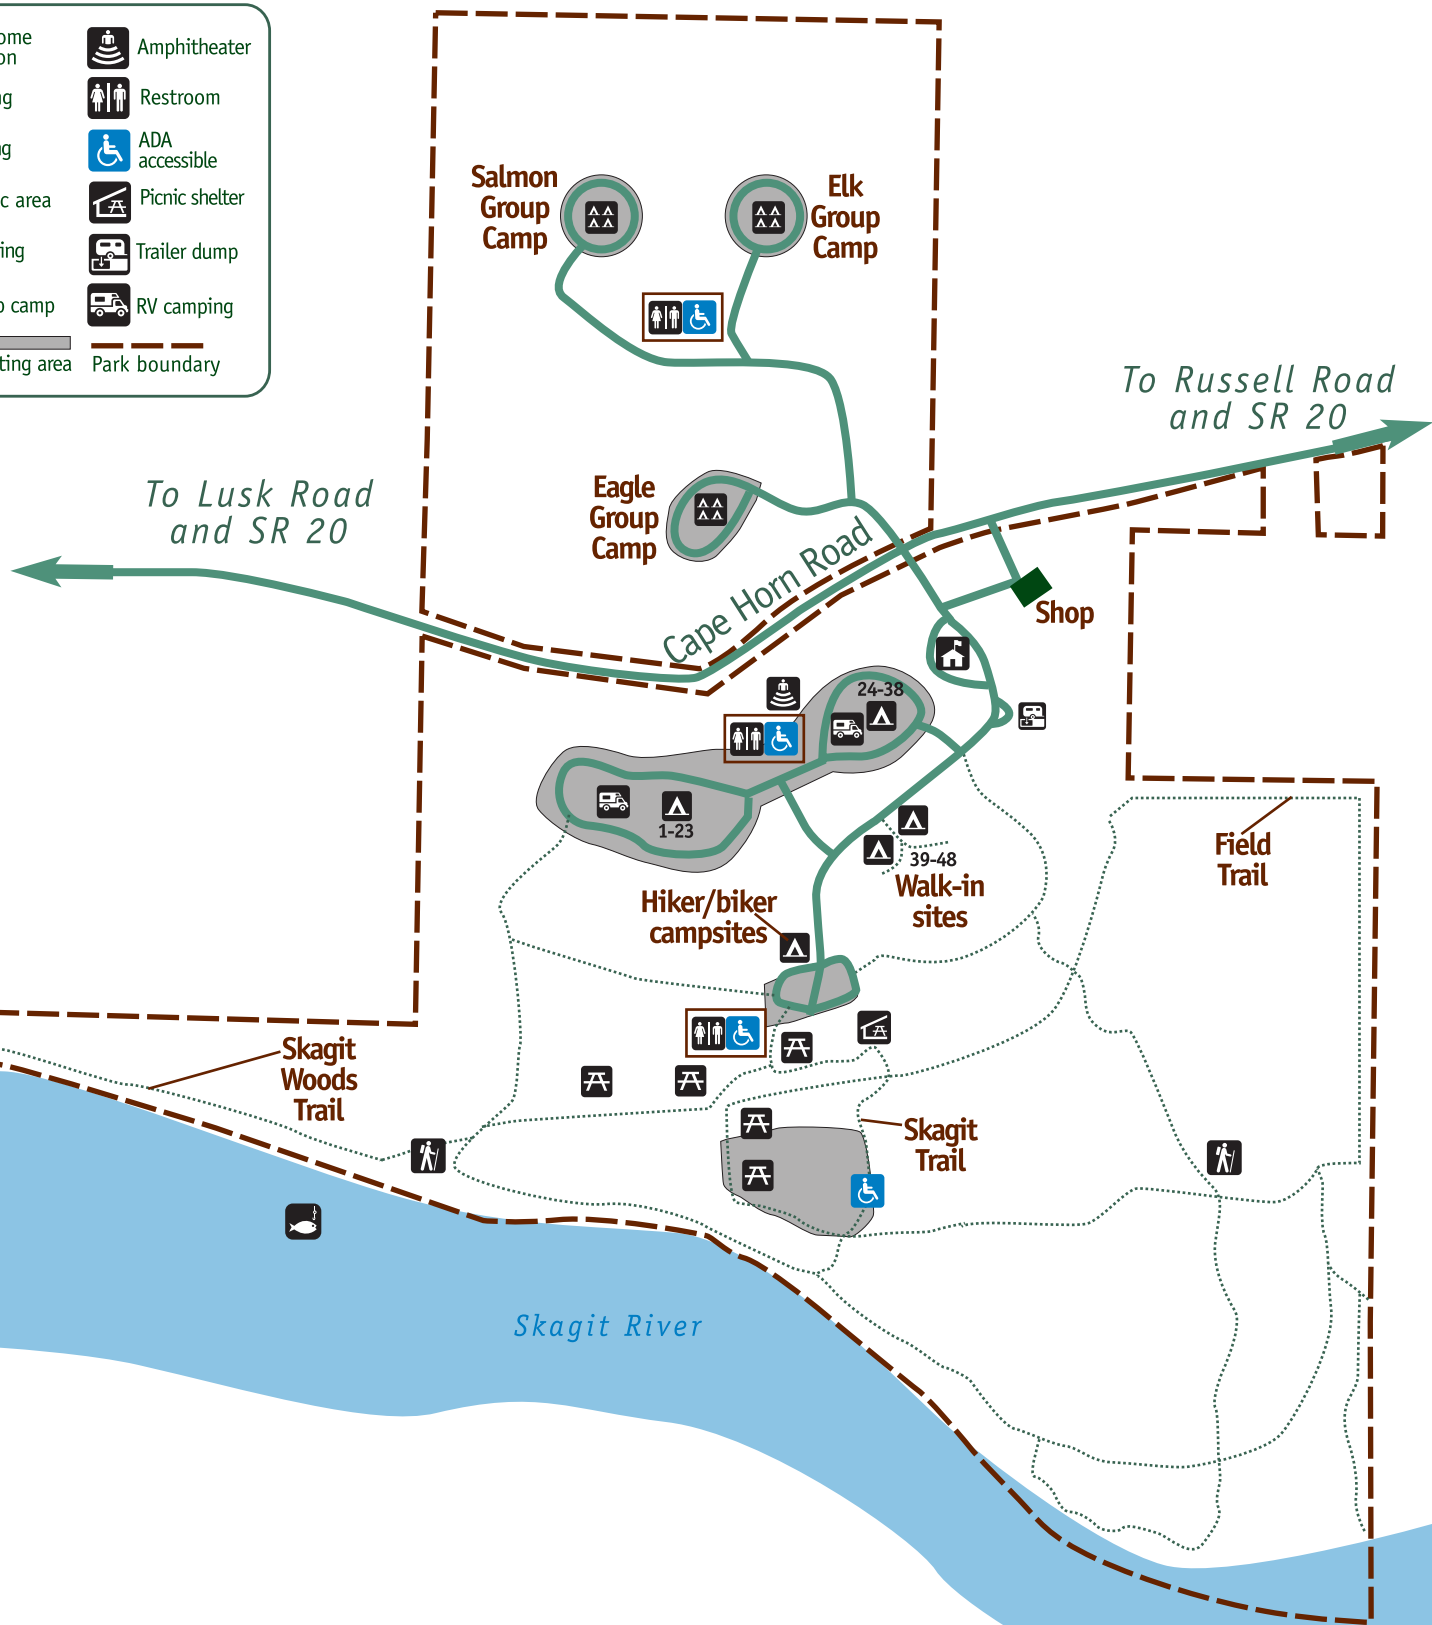 Amphitheater
Restroom
ADA
accessible
c area
Picnic shelter
Trailer dump
camp
RV camping
ting area
Park boundary
Salmon
Group
Camp
Elk
Group
Camp
To Russell Road
and SR 20
To Lusk Road
and SR 20
Eagle
Group
Camp
Cape Horn Road
Shop
24-38
1-23
39-48
Walk-in
sites
Field
Trail
Hiker/biker
campsites
Skagit
Woods
Trail
Skagit
Trail
Skagit River